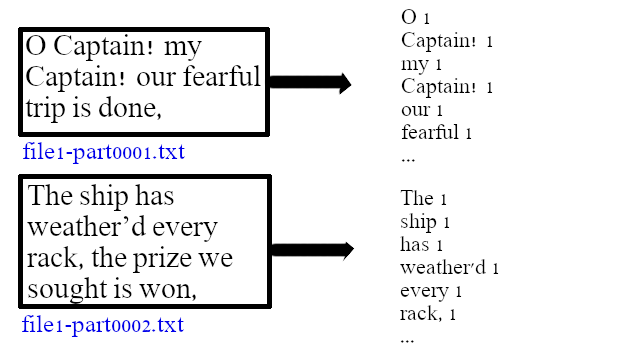 O Captain! my
Captain! our fearful
trip is done,
file1-part0001.txt
O 1
Captain! 1
my 1
Captain! 1
our 1
fearful 1
...
The ship has
weather’d every
rack, the prize we
sought is won,
file1-part0002.txt
The 1
ship 1
has 1
weather'd 1
every 1
rack, 1
...